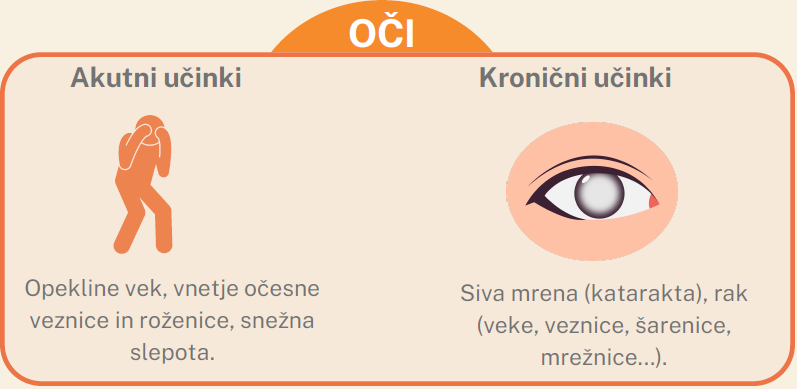 OČI
Akutni učinki
Opekline vek, vnetje očesne
veznice in roženice, snežna
slepota.
Kronični učinki
Siva mrena (katarakta), rak
(veke, veznice, šarenice,
mrežnice...).